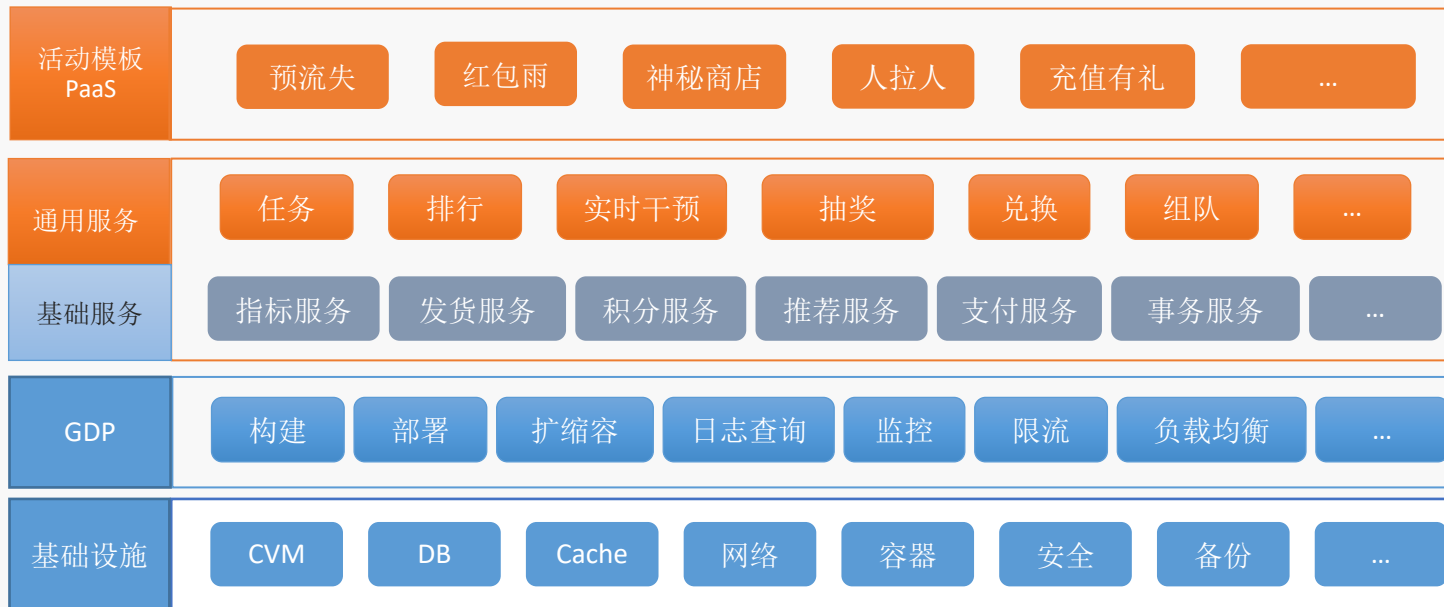 活动模板
PaaS
预流失
红包雨
神秘商店
人拉人
充值有礼
...
通用服务
任务
排行
实时干预
抽奖
兑换
组队
...
基础服务
指标服务
发货服务
积分服务
推荐服务
支付服务
事务服务
...
GDP
构建
部署
扩缩容
日志查询
监控
限流
负载均衡
...
基础设施
CVM
DB
Cache
网络
容器
安全
备份
...